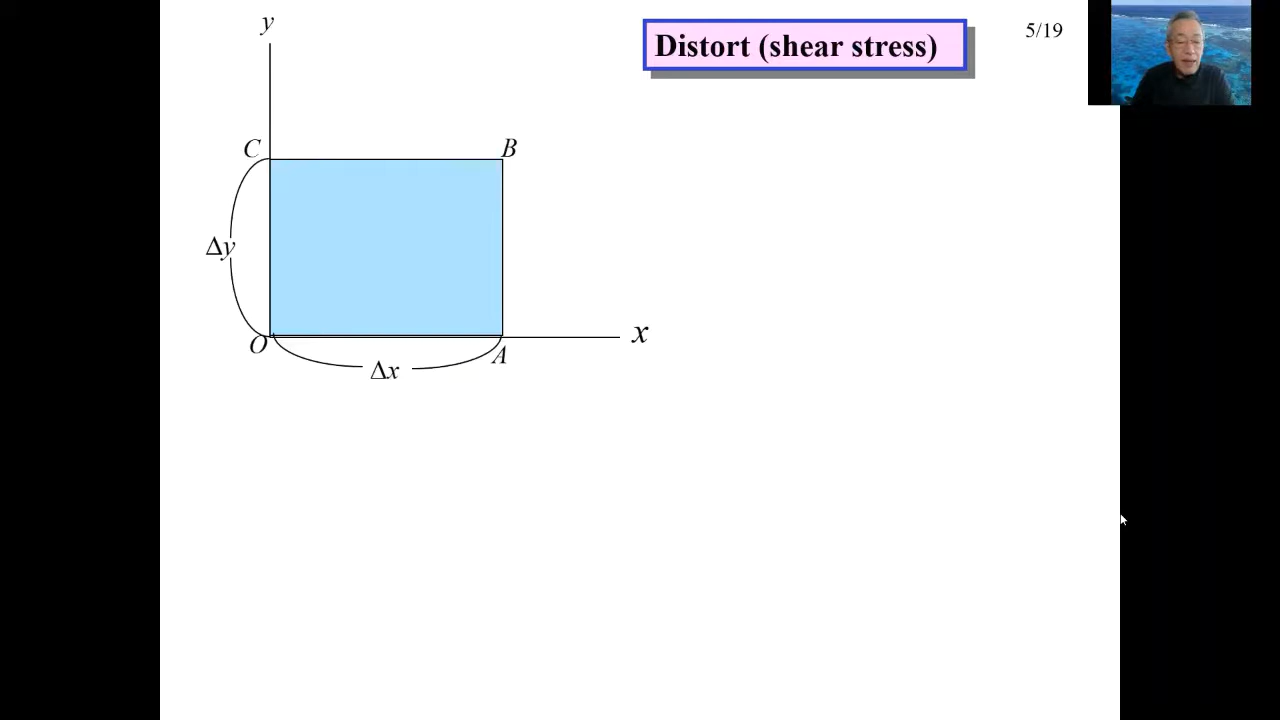 Distort (shear stress)
5/19
y
C
B
Δy
O
A
x
Δx